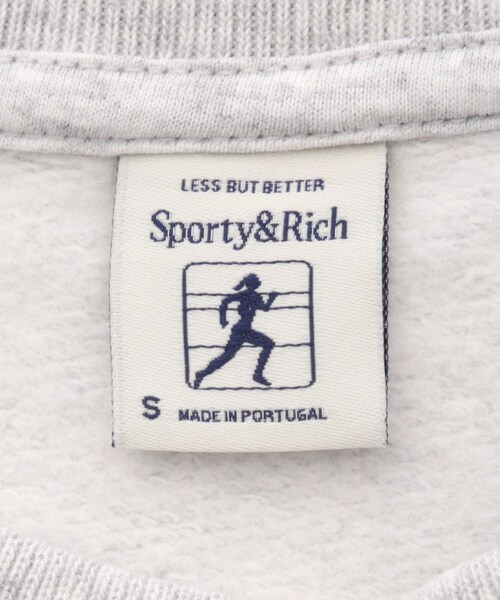 LESS BUT BETTER
Sporty&Rich
S MADE IN PORTUGAL